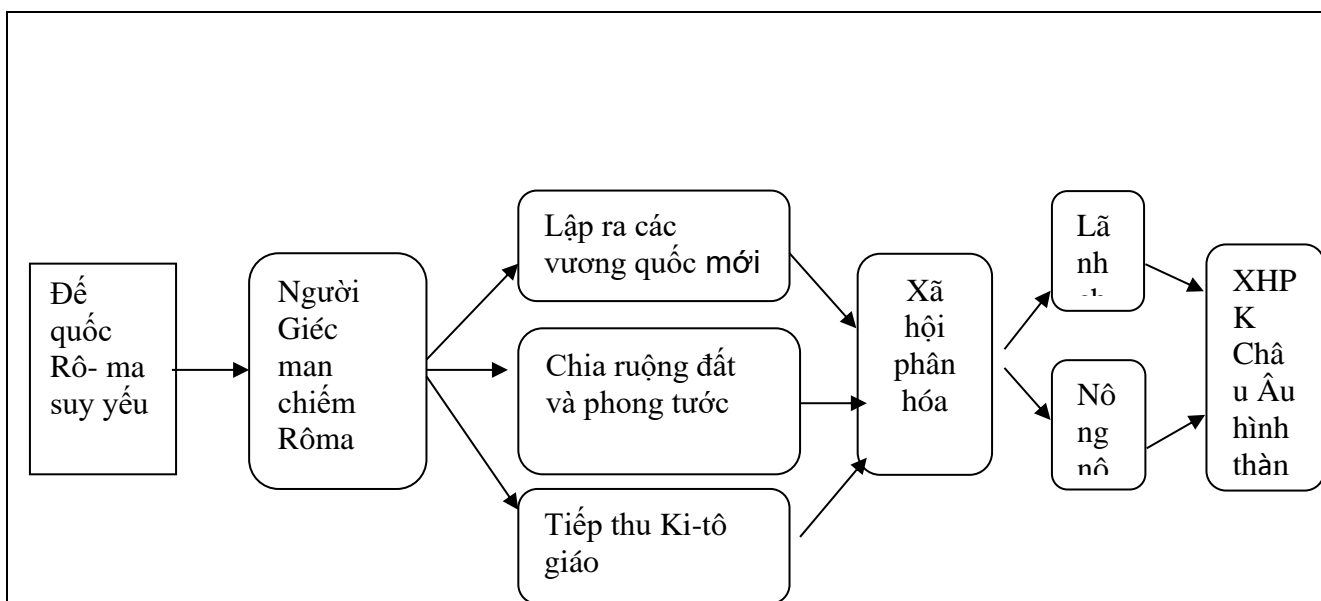 Đế
quốc
Rô- ma
suy yếu
Người
Giéc
man
chiếm
Rôma
Lập ra các
vương quốc mới
Chia ruộng đất
và phong tước
Tiếp thu Ki-tô
giáo
Xã
hội
phân
hóa
Lã
nh
Nô
ng
nô
XHP
K
Châ
u Âu
hình
thàn